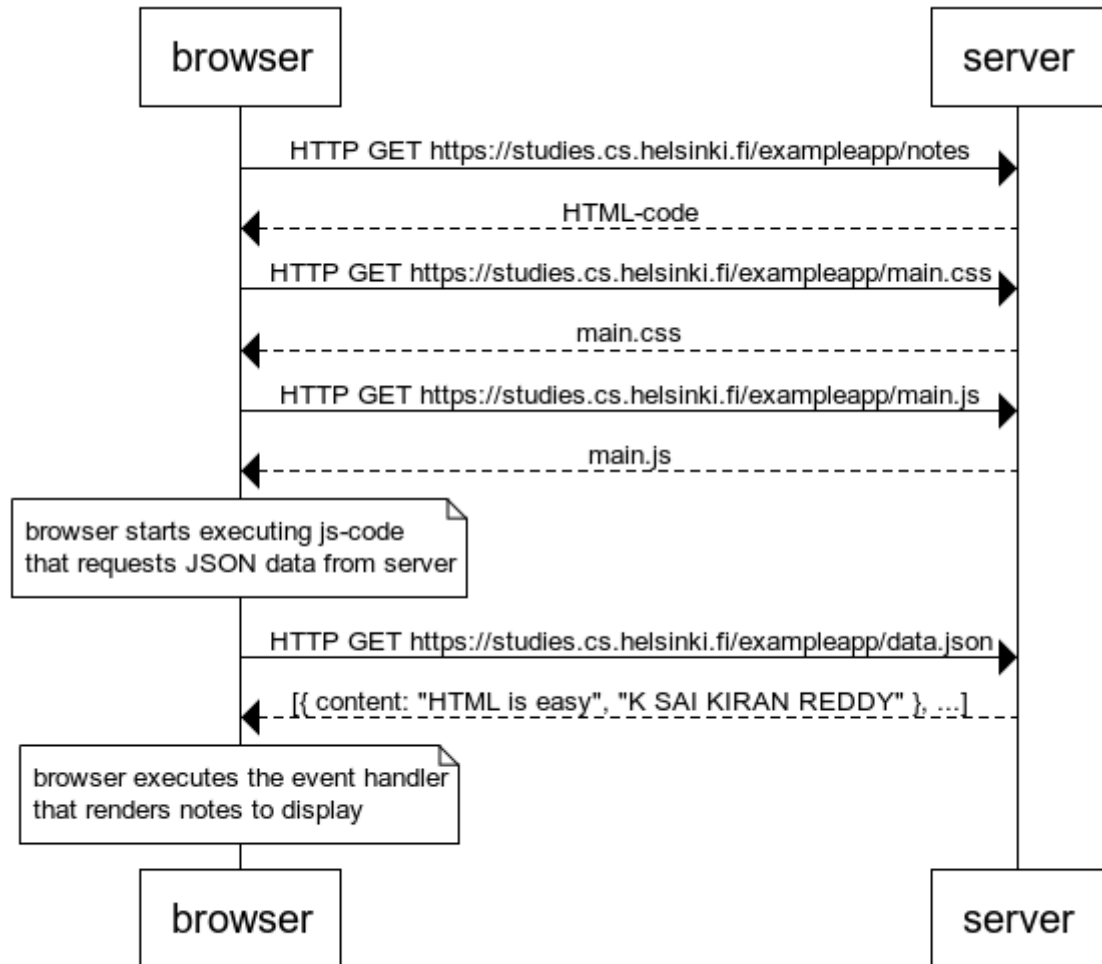 browser
server
HTTP GET https://studies.cs.helsinki.fi/exampleapp/notes
HTML-code
HTTP GET https://studies.cs.helsinki.fi/exampleapp/main.css
main.css
HTTP GET https://studies.cs.helsinki.fi/exampleapp/main.js
main.js
browser starts executing js-code
that requests JSON data from server
HTTP GET https://studies.cs.helsinki.fi/exampleapp/data.json
[{ content: "HTML is easy", "K SAI KIRAN REDDY" }, ...]
browser executes the event handler
that renders notes to display
browser
server